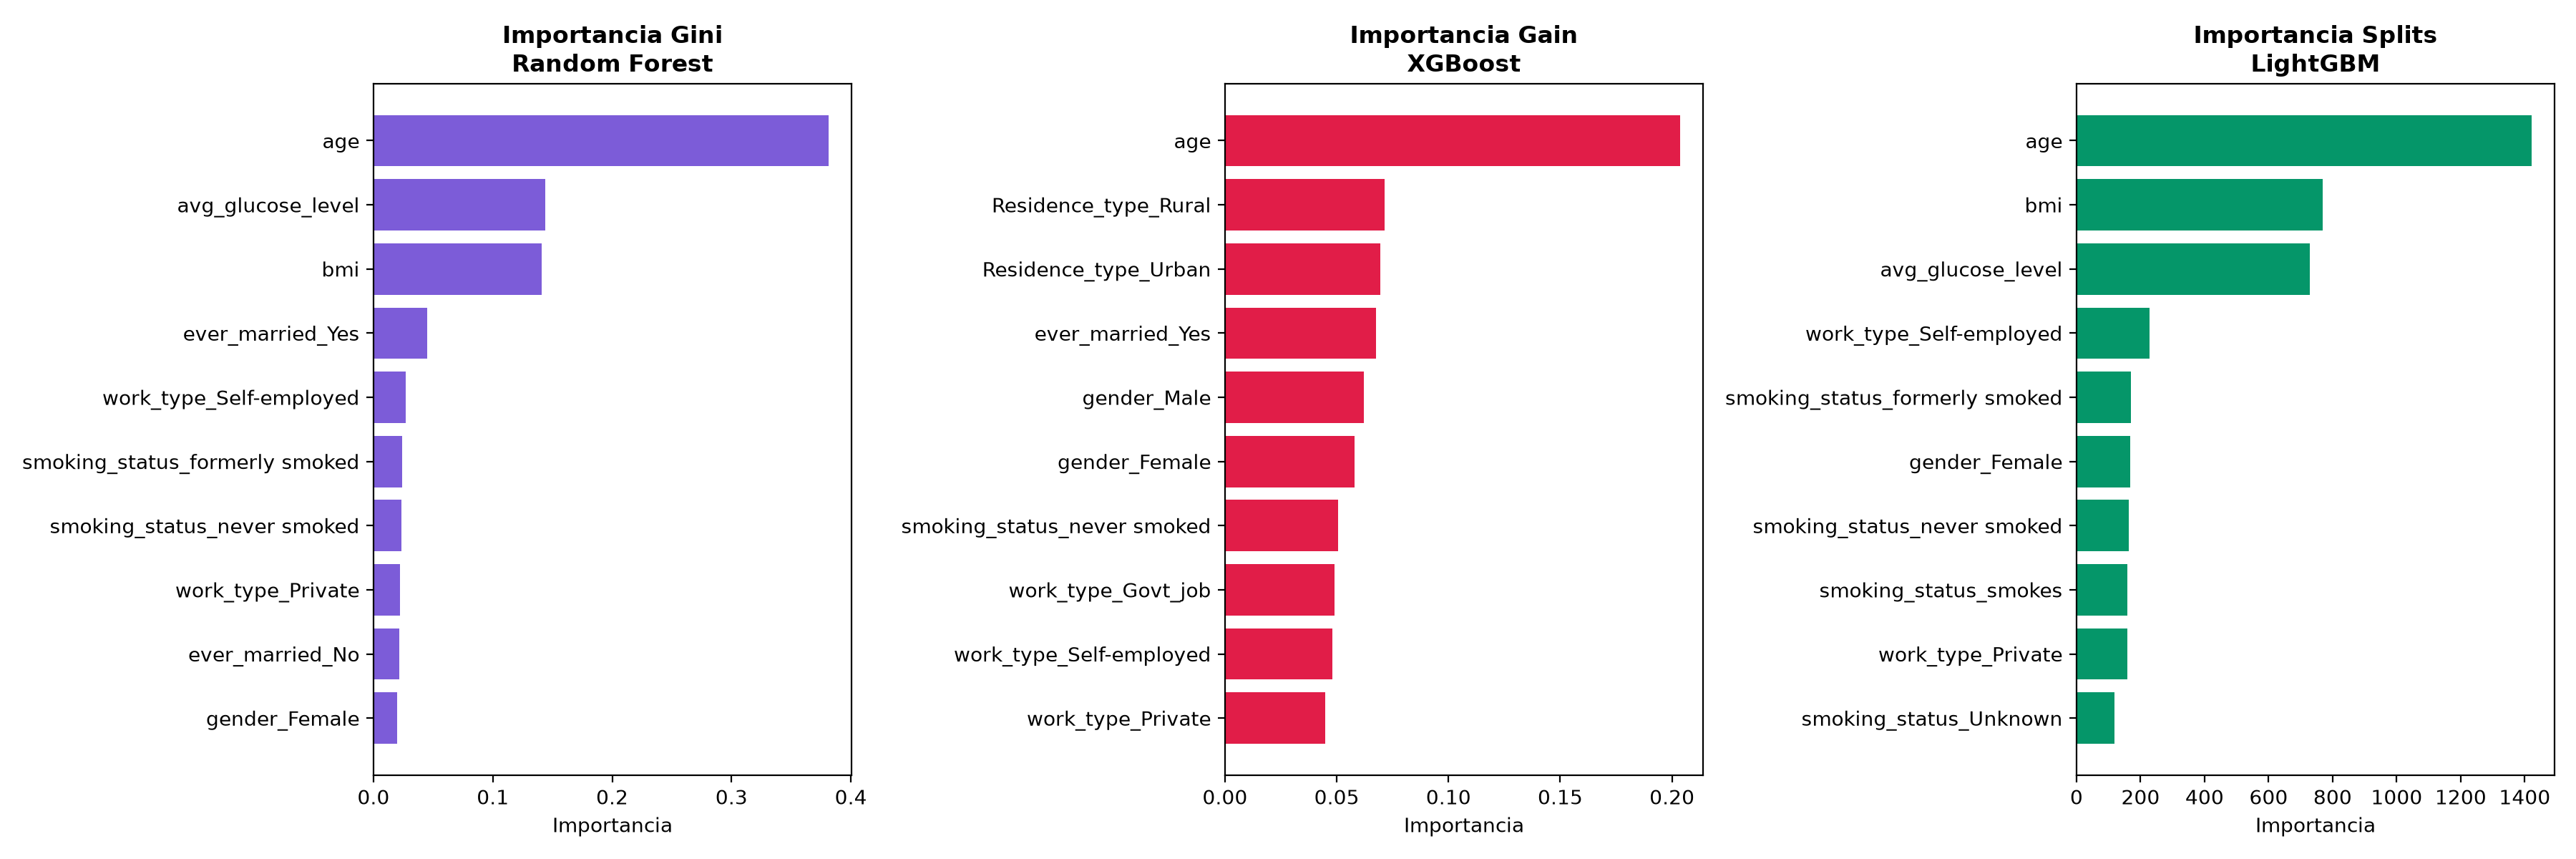 Importancia Gini
Random Forest
age
avg_glucose_level
bmi
ever_married_Yes
work_type_Self-employed
smoking_status_formerly smoked
smoking_status_never smoked
work_type_Private
ever_married_No
gender_Female
0.0 0.1 0.2 0.3 0.4
Importancia
Importancia Gain
XGBoost
age
Residence_type_Rural
Residence_type_Urban
ever_married_Yes
gender_Male
gender_Female
smoking_status_never smoked
work_type_Govt_job
work_type_Self-employed
work_type_Private
0.00 0.05 0.10 0.15 0.20
Importancia
Importancia Splits
LightGBM
age
bmi
avg_glucose_level
work_type_Self-employed
smoking_status_formerly smoked
gender_Female
smoking_status_never smoked
smoking_status_smokes
work_type_Private
smoking_status_Unknown
0 200 400 600 800 1000 1200 1400
Importancia